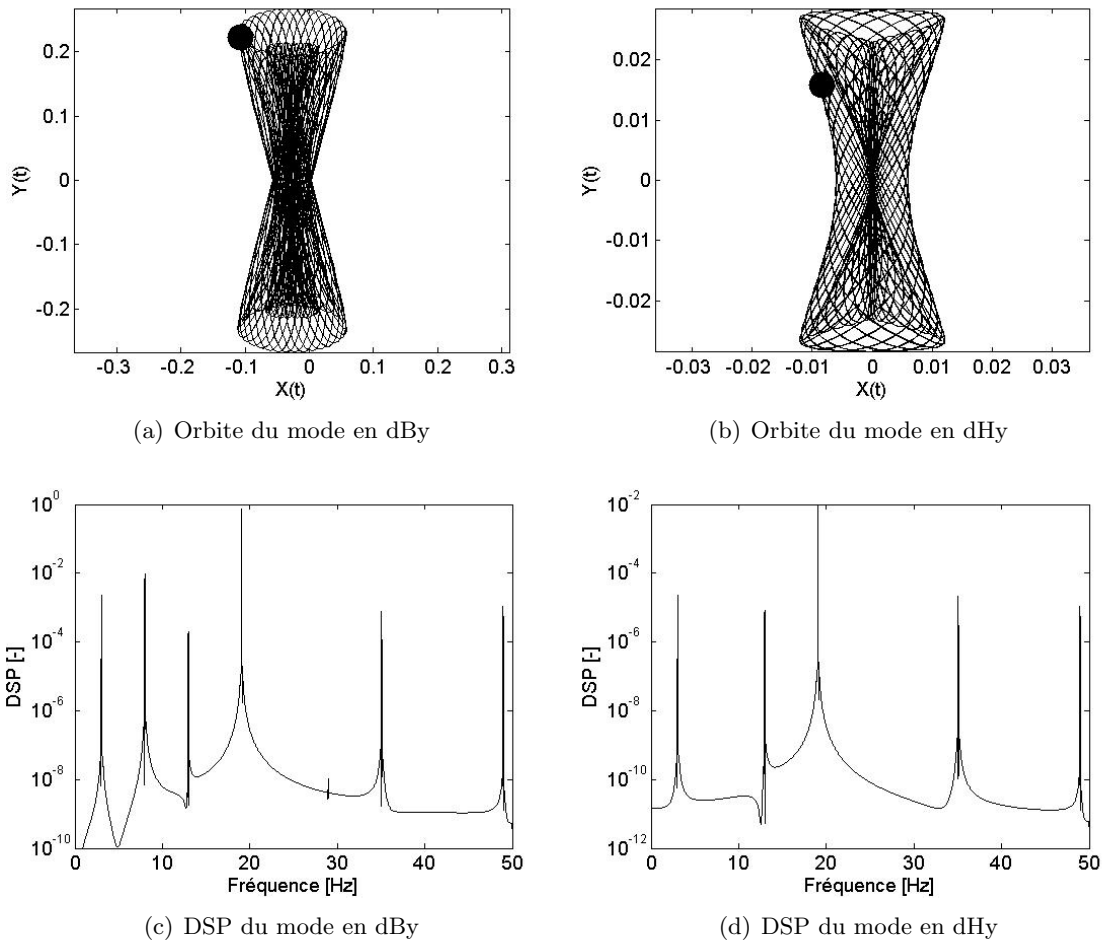 0.2
0.1
0
-0.1
-0.2
Y(t)
-0.3 -0.2 -0.1 0 0.1 0.2 0.3
X(t)
(a) Orbite du mode en dBy
0.02
0.01
0
-0.01
-0.02
Y(t)
-0.03 -0.02 -0.01 0 0.01 0.02 0.03
X(t)
(b) Orbite du mode en dHy
10^0
10^-2
10^-4
10^-6
10^-8
10^-10
DSP [-]
0 10 20 30 40 50
Fréquence [Hz]
(c) DSP du mode en dBy
10^-2
10^-4
10^-6
10^-8
10^-10
10^-12
DSP [-]
0 10 20 30 40 50
Fréquence [Hz]
(d) DSP du mode en dHy